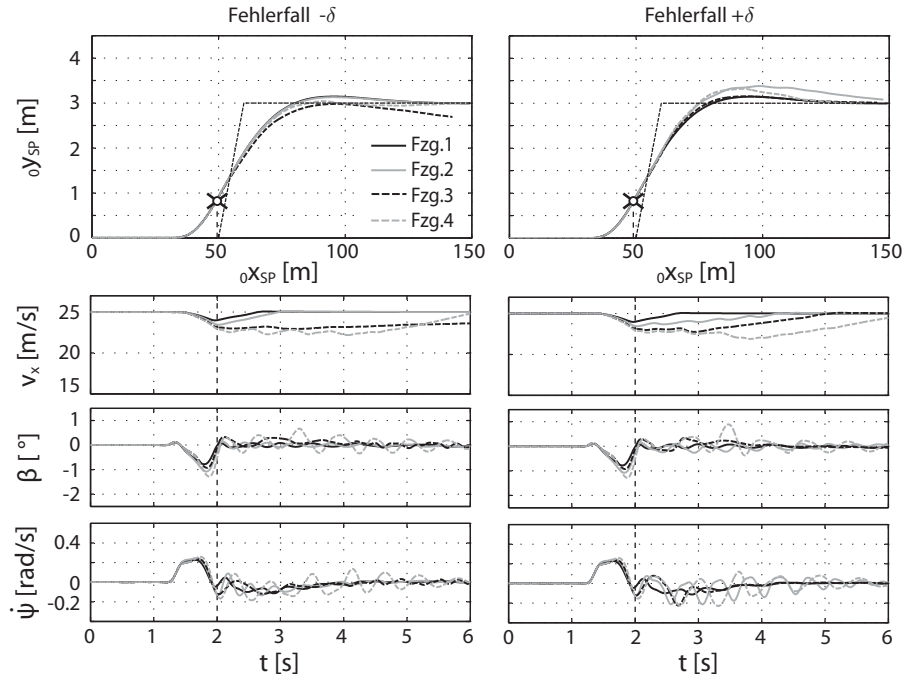 Fehlerfall -δ
Fehlerfall +δ
4
3
2
1
0
₀y_SP [m]
Fzg.1
Fzg.2
Fzg.3
Fzg.4
0 50 100 150
0 50 100 150
₀x_SP [m]
₀x_SP [m]
25
20
15
v_x [m/s]
1
0
-1
-2
β [°]
0.4
0
-0.2
ψ̇ [rad/s]
0 1 2 3 4 5 6
0 1 2 3 4 5 6
t [s]
t [s]